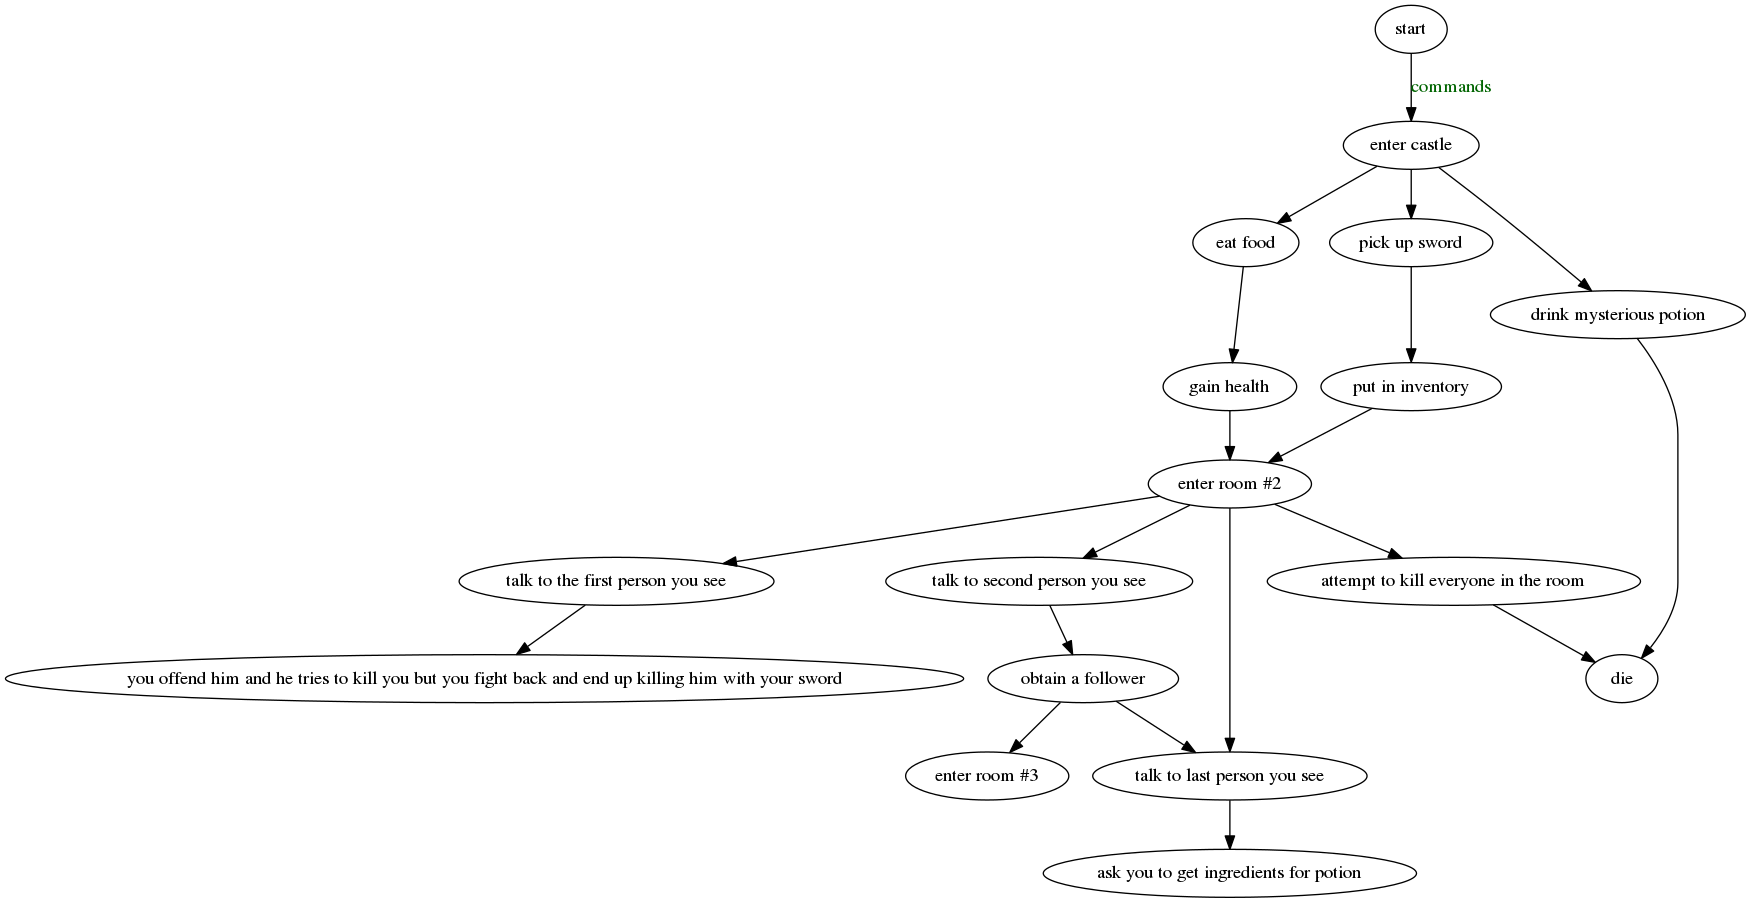 start
commands
enter castle
eat food
pick up sword
drink mysterious potion
gain health
put in inventory
enter room #2
talk to the first person you see
talk to second person you see
attempt to kill everyone in the room
you offend him and he tries to kill you but you fight back and end up killing him with your sword
obtain a follower
die
enter room #3
talk to last person you see
ask you to get ingredients for potion